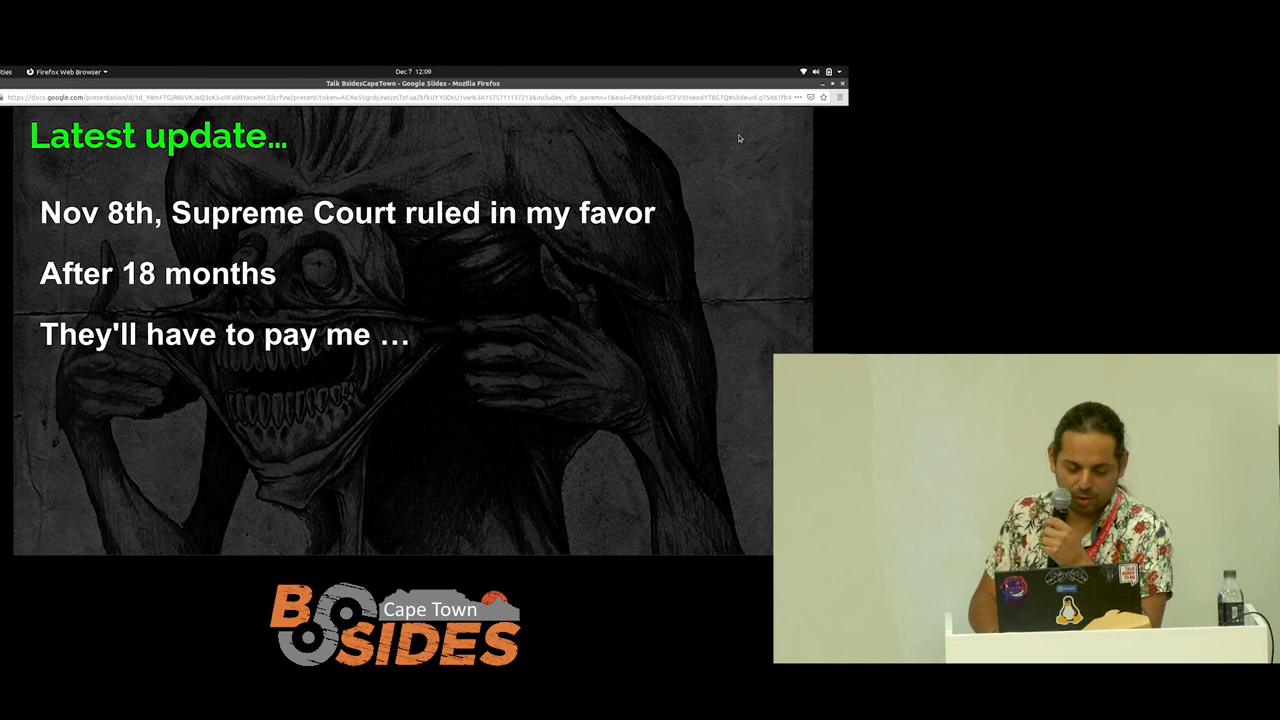 Firefox Web Browser
Dec 7 12:09
Talk BsidesCapeTown - Google Slides - Mozilla Firefox
Latest update...
Nov 8th, Supreme Court ruled in my favor
After 18 months
They'll have to pay me …
BSIDES
Cape Town